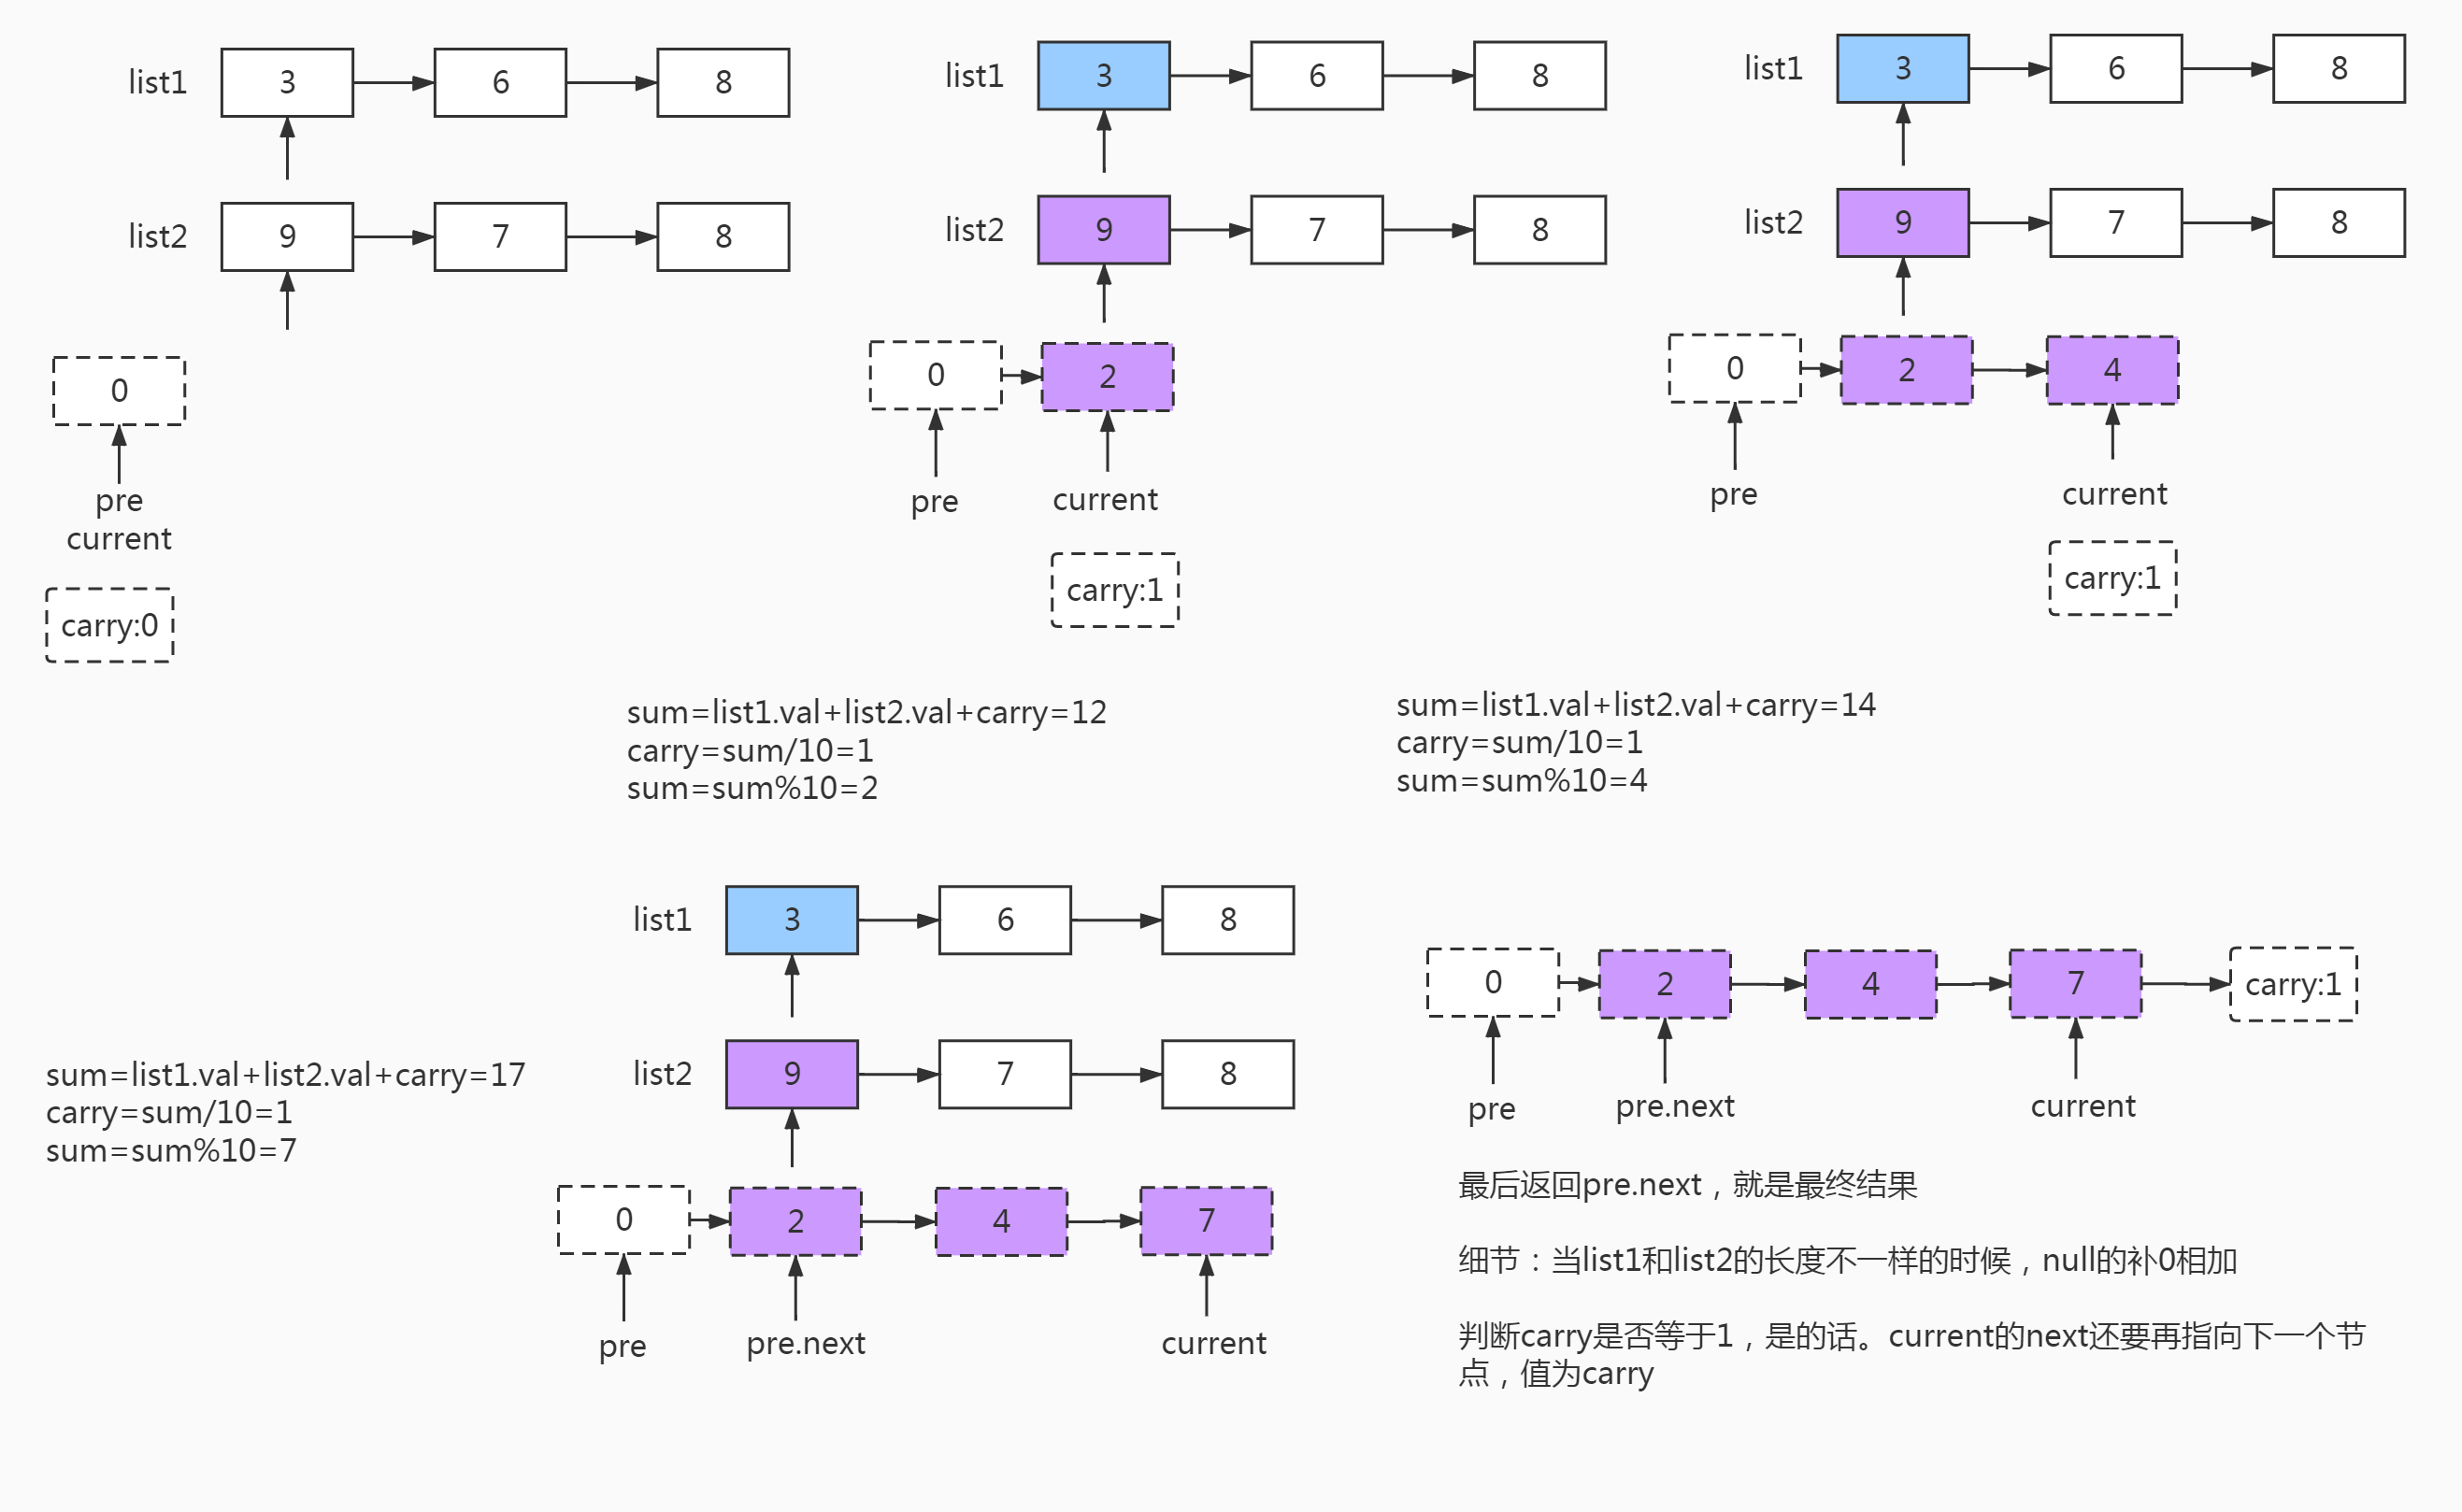 list1 3 6 8
list2 9 7 8
0
pre
current
carry:0
list1 3 6 8
list2 9 7 8
0 2
pre current
carry:1
sum=list1.val+list2.val+carry=12
carry=sum/10=1
sum=sum%10=2
list1 3 6 8
list2 9 7 8
0 2 4
pre current
carry:1
sum=list1.val+list2.val+carry=14
carry=sum/10=1
sum=sum%10=4
sum=list1.val+list2.val+carry=17
carry=sum/10=1
sum=sum%10=7
list1 3 6 8
list2 9 7 8
0 2 4 7
pre pre.next current
0 2 4 7 carry:1
pre pre.next current
最后返回pre.next，就是最终结果
细节：当list1和list2的长度不一样的时候，null的补0相加
判断carry是否等于1，是的话。current的next还要再指向下一个节
点，值为carry